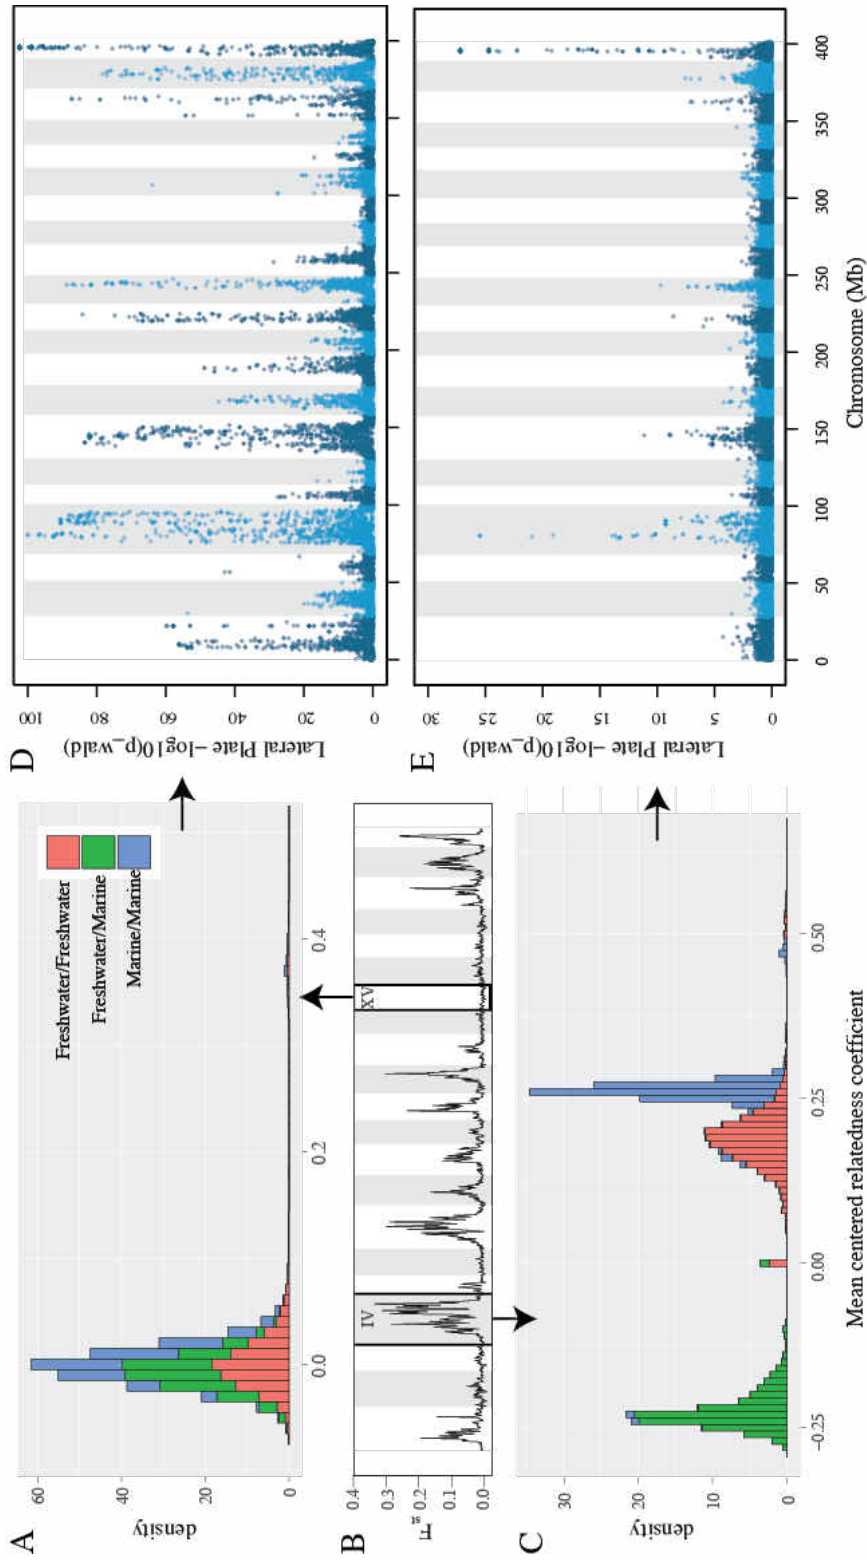 A
density
60
40
20
0
0.0
0.2
0.4
Freshwater/Freshwater
Freshwater/Marine
Marine/Marine
B
F st
0.4
0.3
0.2
0.1
0.0
IV
XV
C
density
30
20
10
0
−0.25
0.00
0.25
0.50
Mean centered relatedness coefficient
D
Lateral Plate −log10(p_wald)
100
80
60
40
20
0
E
Lateral Plate −log10(p_wald)
30
25
20
15
10
5
0
0
50
100
150
200
250
300
350
400
Chromosome (Mb)